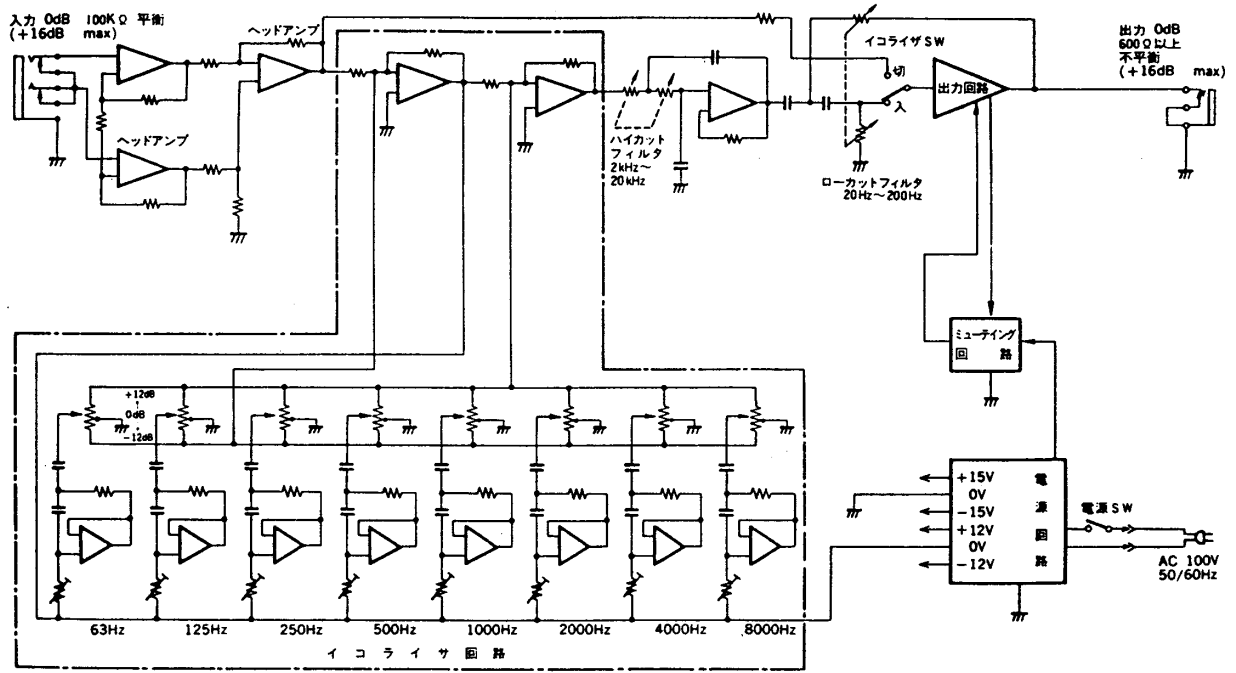 入力 0dB 100KΩ 平衡
(+16dB max)
ヘッドアンプ
ヘッドアンプ
ハイカット
フィルタ
2kHz〜
20kHz
イコライザSW
切
入
ローカットフィルタ
20Hz〜200Hz
出力回路
出力 0dB
600Ω以上
不平衡
(+16dB max)
ミューテイング
回路
+12dB
0dB
-12dB
63Hz 125Hz 250Hz 500Hz 1000Hz 2000Hz 4000Hz 8000Hz
イコライサ回路
+15V
0V
-15V
+12V
0V
-12V
電源回路
電源SW
AC 100V
50/60Hz